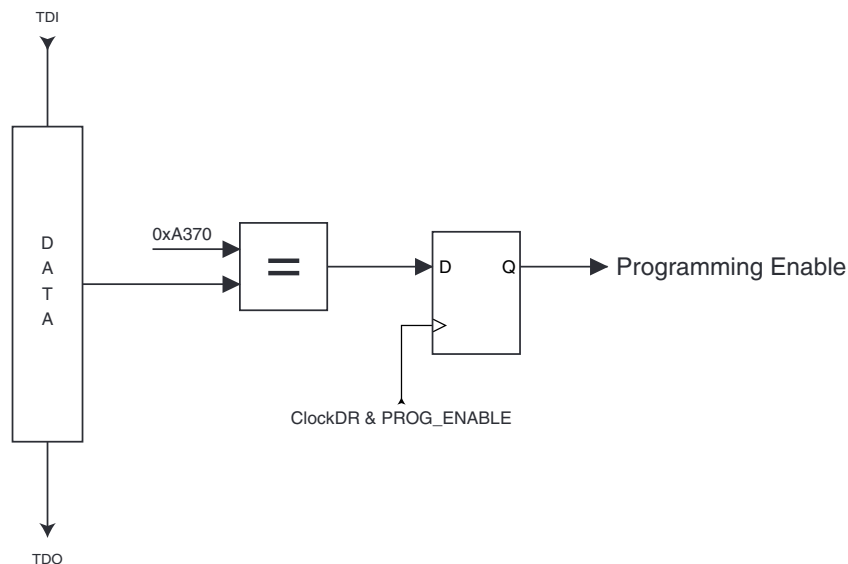 TDI
D
A
T
A
0xA370
=
D
Q
Programming Enable
ClockDR & PROG_ENABLE
TDO